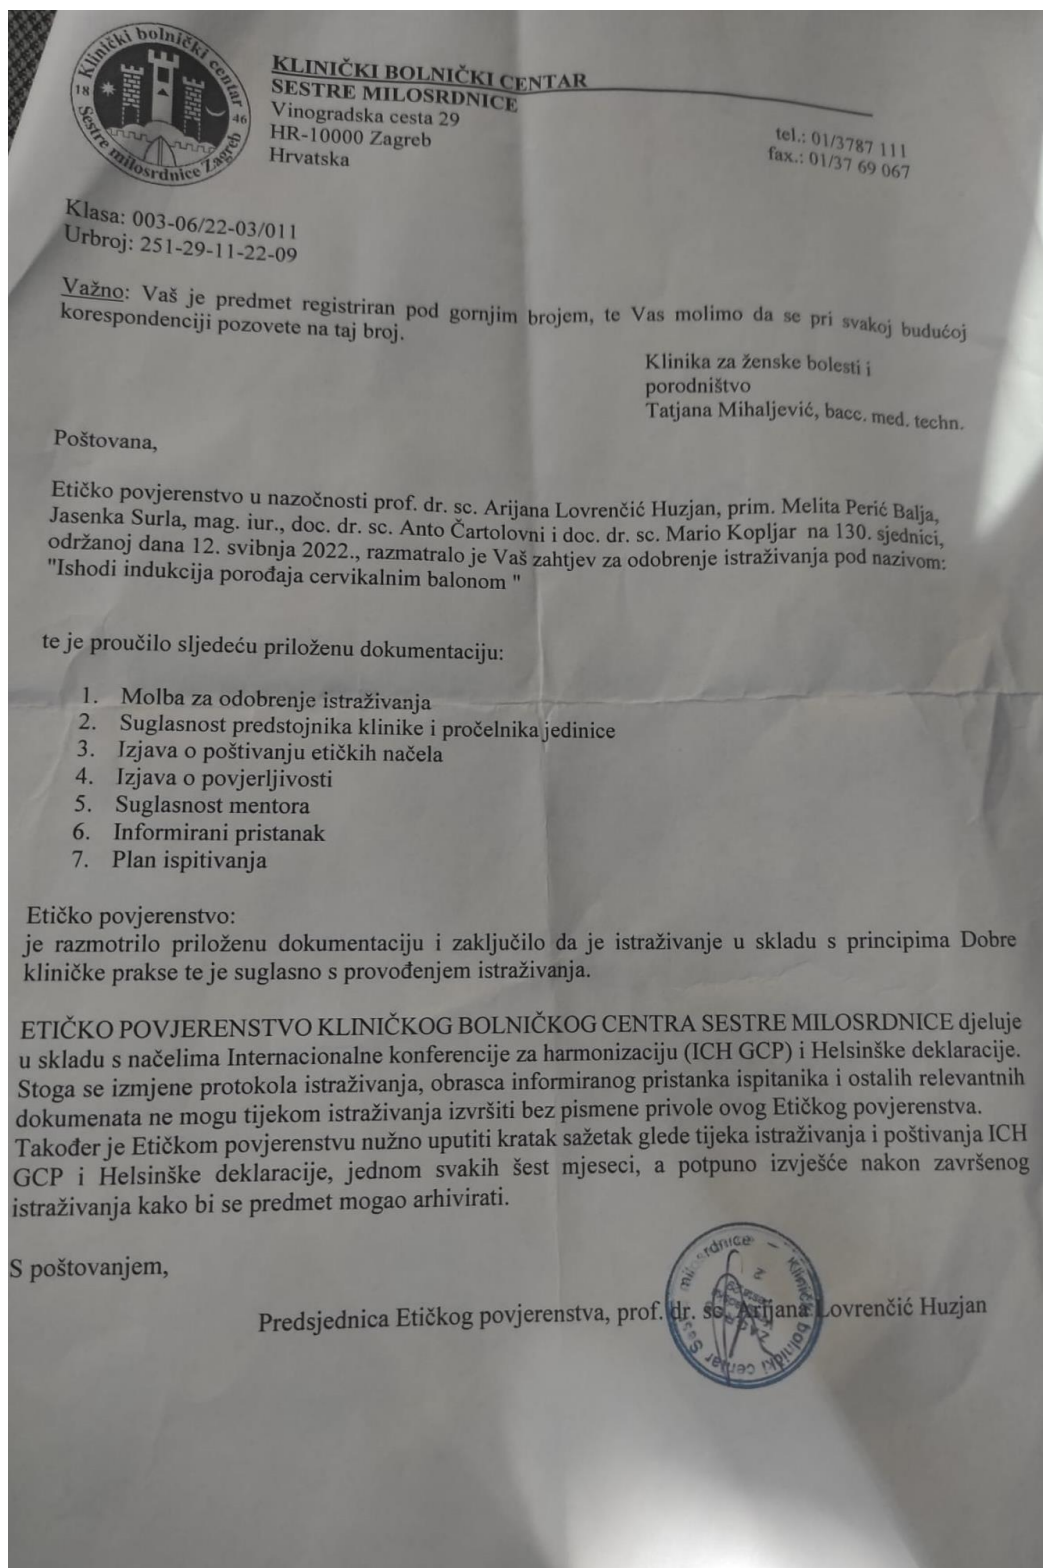 Klinički bolnički centar
18 46
Sestre milosrdnice Zagreb
KLINIČKI BOLNIČKI CENTAR
SESTRE MILOSRDNICE
Vinogradska cesta 29
HR-10000 Zagreb
Hrvatska
tel.: 01/3787 111
fax.: 01/37 69 067
Klasa: 003-06/22-03/011
Urbroj: 251-29-11-22-09
Važno: Vaš je predmet registriran pod gornjim brojem, te Vas molimo da se pri svakoj budućoj
korespondenciji pozovete na taj broj.
Klinika za ženske bolesti i
porodništvo
Tatjana Mihaljević, bacc. med. techn.
Poštovana,
Etičko povjerenstvo u nazočnosti prof. dr. sc. Arijana Lovrenčić Huzjan, prim. Melita Perić Balja,
Jasenka Surla, mag. iur., doc. dr. sc. Anto Čartolovni i doc. dr. sc. Mario Kopljar na 130. sjednici,
održanoj dana 12. svibnja 2022., razmatralo je Vaš zahtjev za odobrenje istraživanja pod nazivom:
"Ishodi indukcija porođaja cervikalnim balonom "
te je proučilo sljedeću priloženu dokumentaciju:
1. Molba za odobrenje istraživanja
2. Suglasnost predstojnika klinike i pročelnika jedinice
3. Izjava o poštivanju etičkih načela
4. Izjava o povjerljivosti
5. Suglasnost mentora
6. Informirani pristanak
7. Plan ispitivanja
Etičko povjerenstvo:
je razmotrilo priloženu dokumentaciju i zaključilo da je istraživanje u skladu s principima Dobre
kliničke prakse te je suglasno s provođenjem istraživanja.
ETIČKO POVJERENSTVO KLINIČKOG BOLNIČKOG CENTRA SESTRE MILOSRDNICE djeluje
u skladu s načelima Internacionalne konferencije za harmonizaciju (ICH GCP) i Helsinške deklaracije.
Stoga se izmjene protokola istraživanja, obrasca informiranog pristanka ispitanika i ostalih relevantnih
dokumenata ne mogu tijekom istraživanja izvršiti bez pismene privole ovog Etičkog povjerenstva.
Također je Etičkom povjerenstvu nužno uputiti kratak sažetak glede tijeka istraživanja i poštivanja ICH
GCP i Helsinške deklaracije, jednom svakih šest mjeseci, a potpuno izvješće nakon završenog
istraživanja kako bi se predmet mogao arhivirati.
S poštovanjem,
Predsjednica Etičkog povjerenstva, prof. dr. sc. Arijana Lovrenčić Huzjan
Klinički bolnički centar Sestre milosrdnice
2